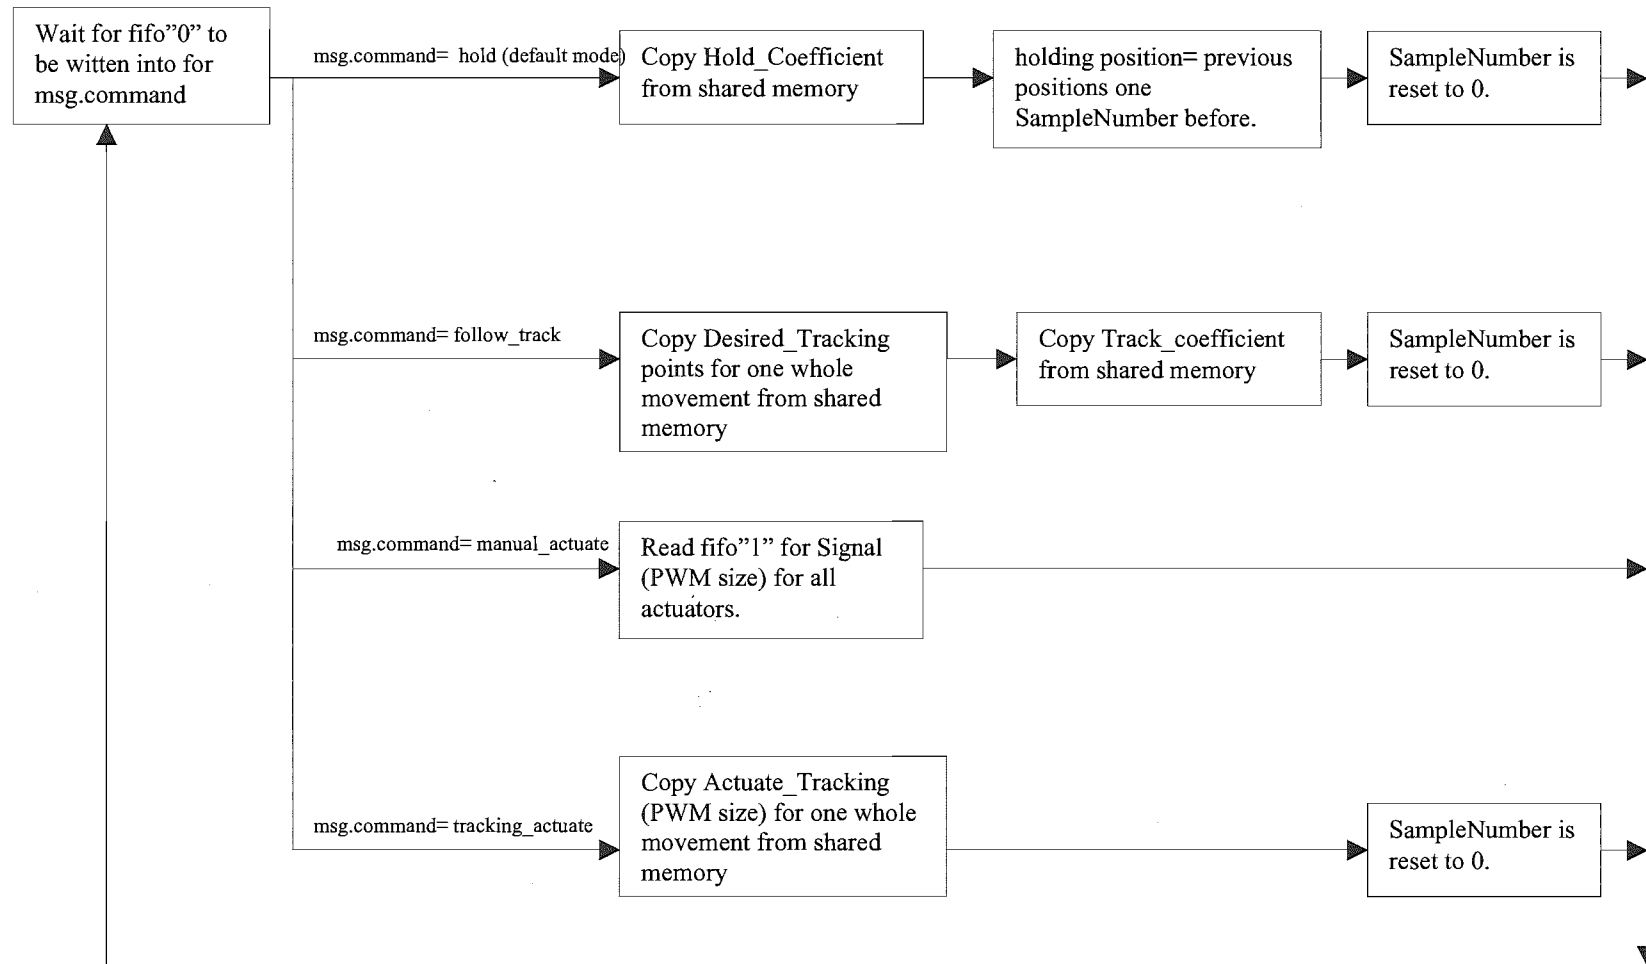 Wait for fifo”0” to
be witten into for
msg.command
msg.command=  hold (default mode)
Copy Hold_Coefficient
from shared memory
holding position= previous
positions one
SampleNumber before.
SampleNumber is
reset to 0.
msg.command= follow_track
Copy Desired_Tracking
points for one whole
movement from shared
memory
Copy Track_coefficient
from shared memory
SampleNumber is
reset to 0.
msg.command= manual_actuate
Read fifo”1” for Signal
(PWM size) for all
actuators.
msg.command= tracking_actuate
Copy Actuate_Tracking
(PWM size) for one whole
movement from shared
memory
SampleNumber is
reset to 0.